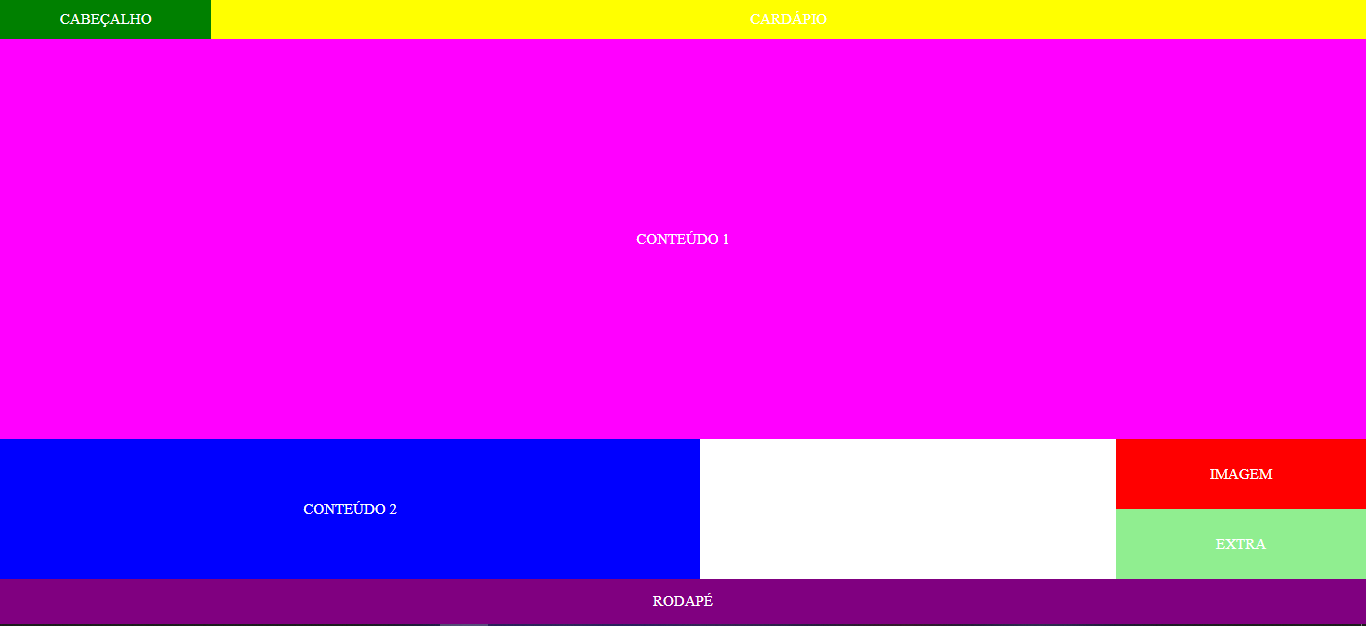 CABEÇALHO
CARDÁPIO
CONTEÚDO 1
CONTEÚDO 2
IMAGEM
EXTRA
RODAPÉ